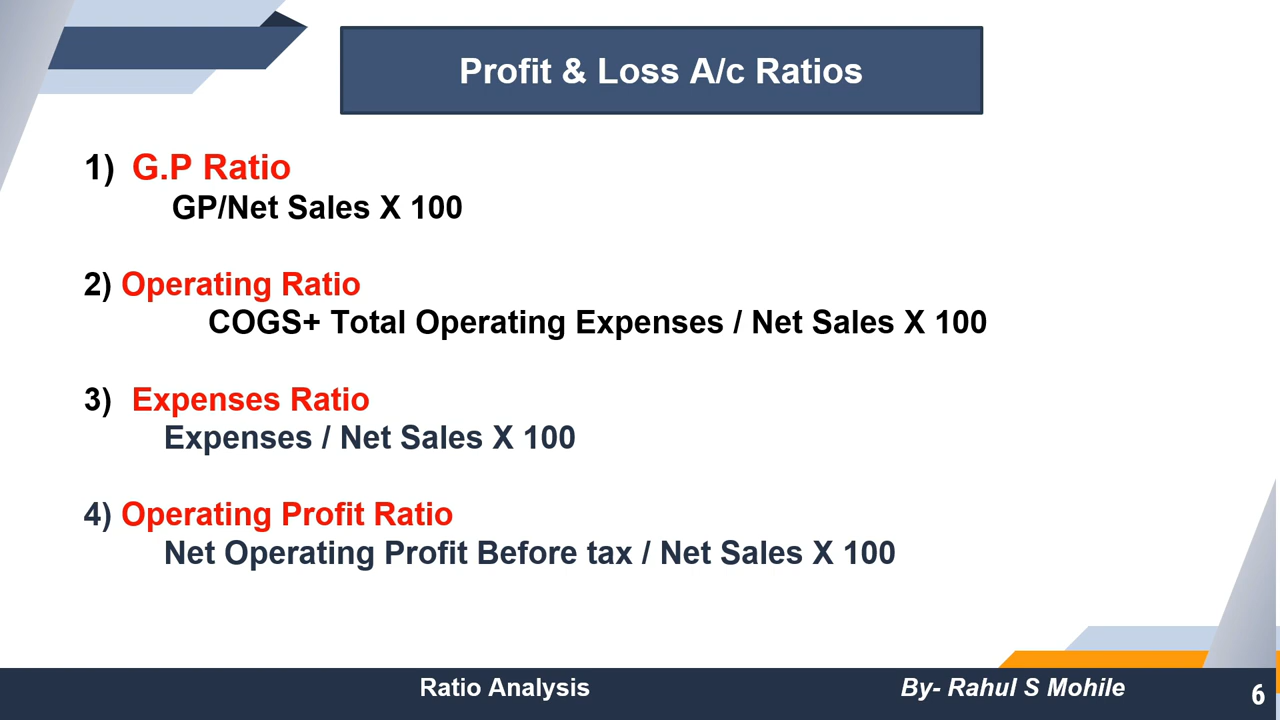 Profit & Loss A/c Ratios
1) G.P Ratio
GP/Net Sales X 100
2) Operating Ratio
COGS+ Total Operating Expenses / Net Sales X 100
3) Expenses Ratio
Expenses / Net Sales X 100
4) Operating Profit Ratio
Net Operating Profit Before tax / Net Sales X 100
Ratio Analysis
By- Rahul S Mohile
6